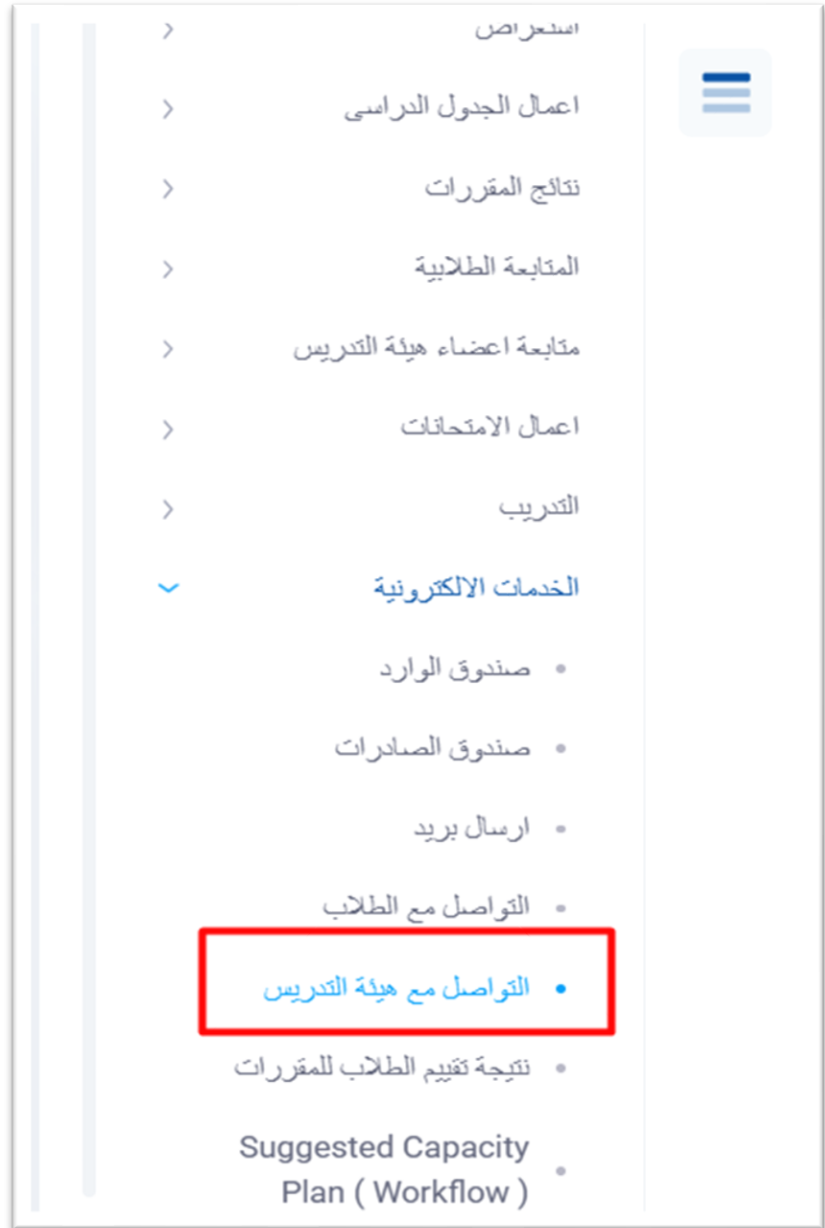 استعراض
اعمال الجدول الدراسى
نتائج المقررات
المتابعة الطلابية
متابعة اعضاء هيئة التدريس
اعمال الامتحانات
التدريب
الخدمات الالكترونية
صندوق الوارد
صندوق الصادرات
ارسال بريد
التواصل مع الطلاب
التواصل مع هيئة التدريس
نتيجة تقييم الطلاب للمقررات
Suggested Capacity
Plan ( Workflow )